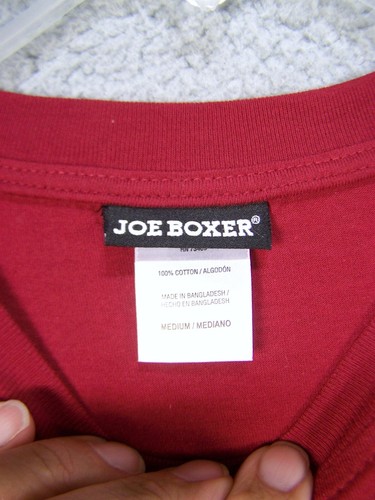 JOE BOXER®
100% COTTON / ALGODÓN
MADE IN BANGLADESH /
HECHO EN BANGLADESH
MEDIUM / MEDIANO